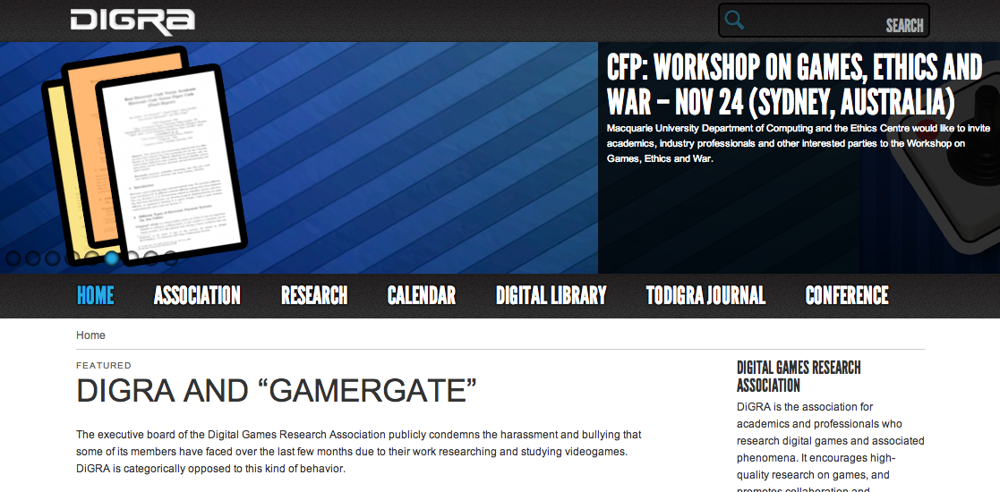 DIGRA
SEARCH
CFP: WORKSHOP ON GAMES, ETHICS AND
WAR – NOV 24 (SYDNEY, AUSTRALIA)
Macquarie University Department of Computing and the Ethics Centre would like to invite
academics, industry professionals and other interested parties to the Workshop on
Games, Ethics and War.
HOME ASSOCIATION RESEARCH CALENDAR DIGITAL LIBRARY TODIGRA JOURNAL CONFERENCE
Home
FEATURED
DIGRA AND “GAMERGATE”
The executive board of the Digital Games Research Association publicly condemns the harassment and bullying that
some of its members have faced over the last few months due to their work researching and studying videogames.
DiGRA is categorically opposed to this kind of behavior.
DIGITAL GAMES RESEARCH
ASSOCIATION
DiGRA is the association for
academics and professionals who
research digital games and associated
phenomena. It encourages high-
quality research on games, and
promotes collaboration and